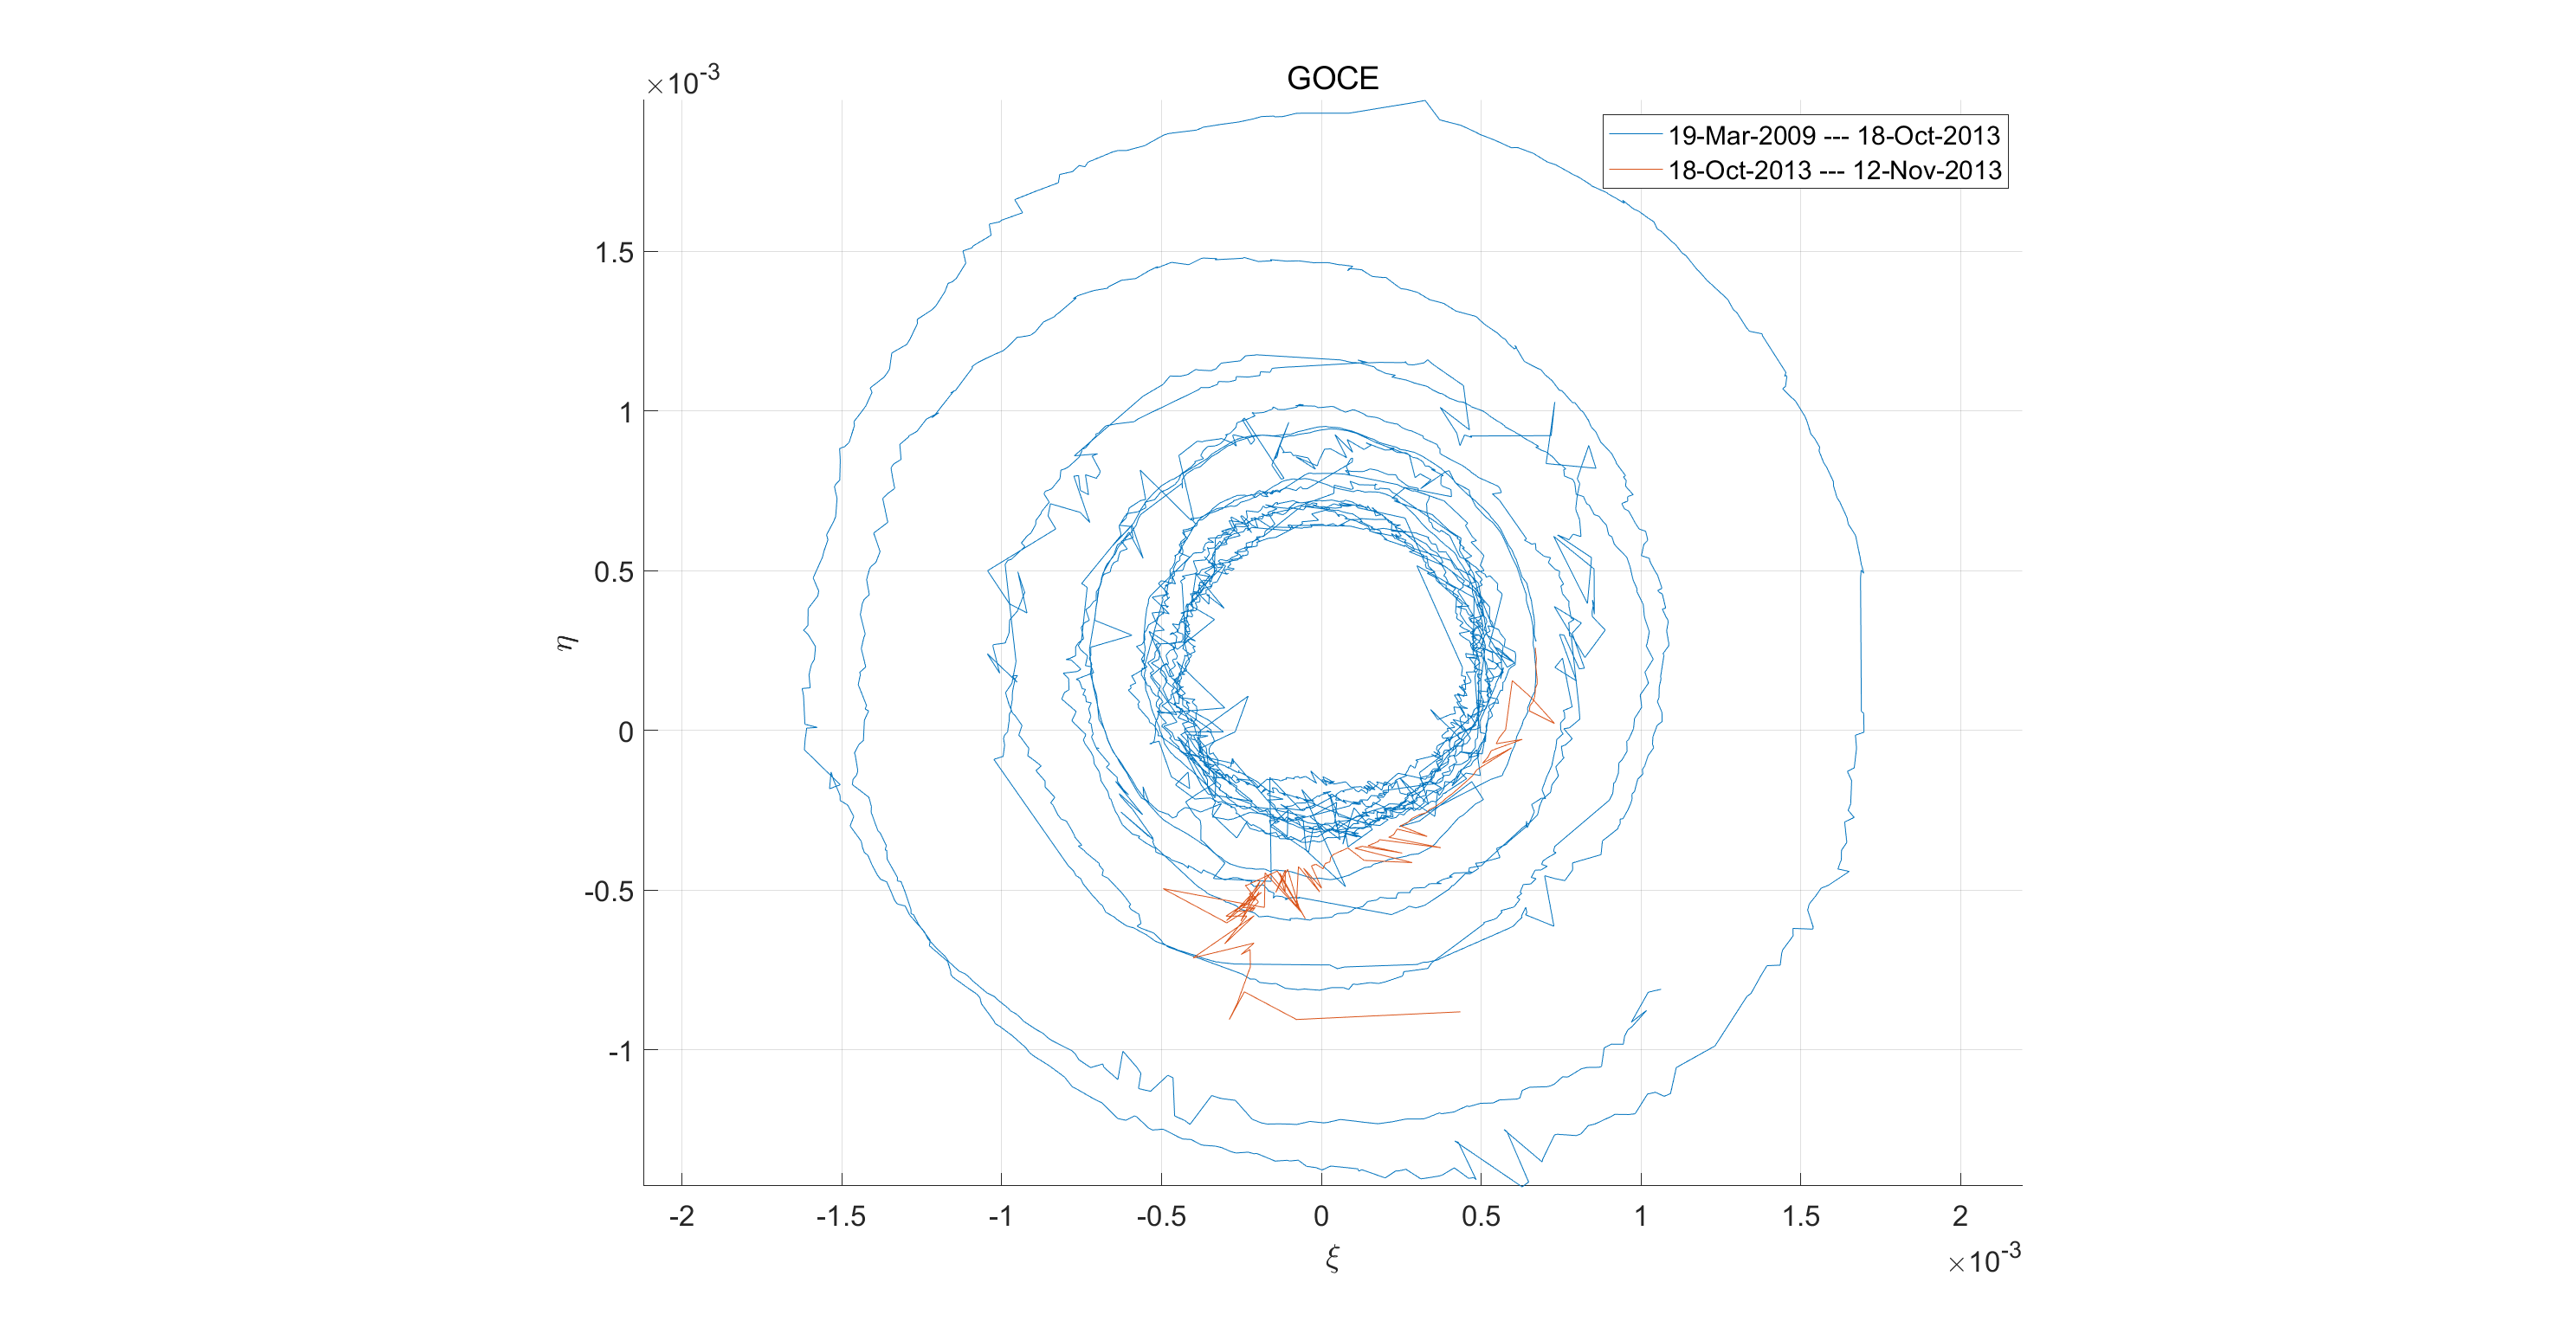 GOCE
×10-3
19-Mar-2009 --- 18-Oct-2013
18-Oct-2013 --- 12-Nov-2013
1.5
1
0.5
0
-0.5
-1
η
-2 -1.5 -1 -0.5 0 0.5 1 1.5 2
ξ
×10-3